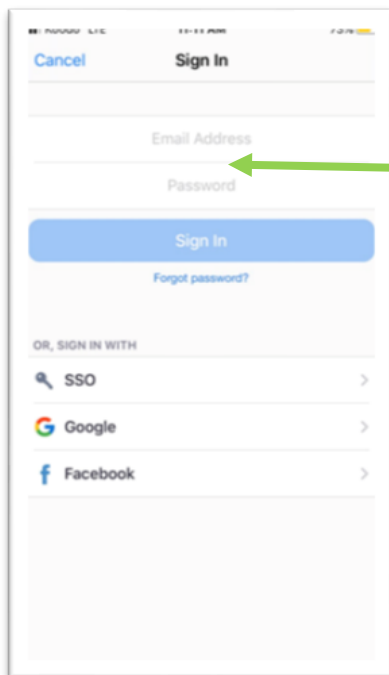 Cancel
Sign In
Email Address
Password
Sign In
Forgot password?
OR, SIGN IN WITH
SSO
Google
Facebook